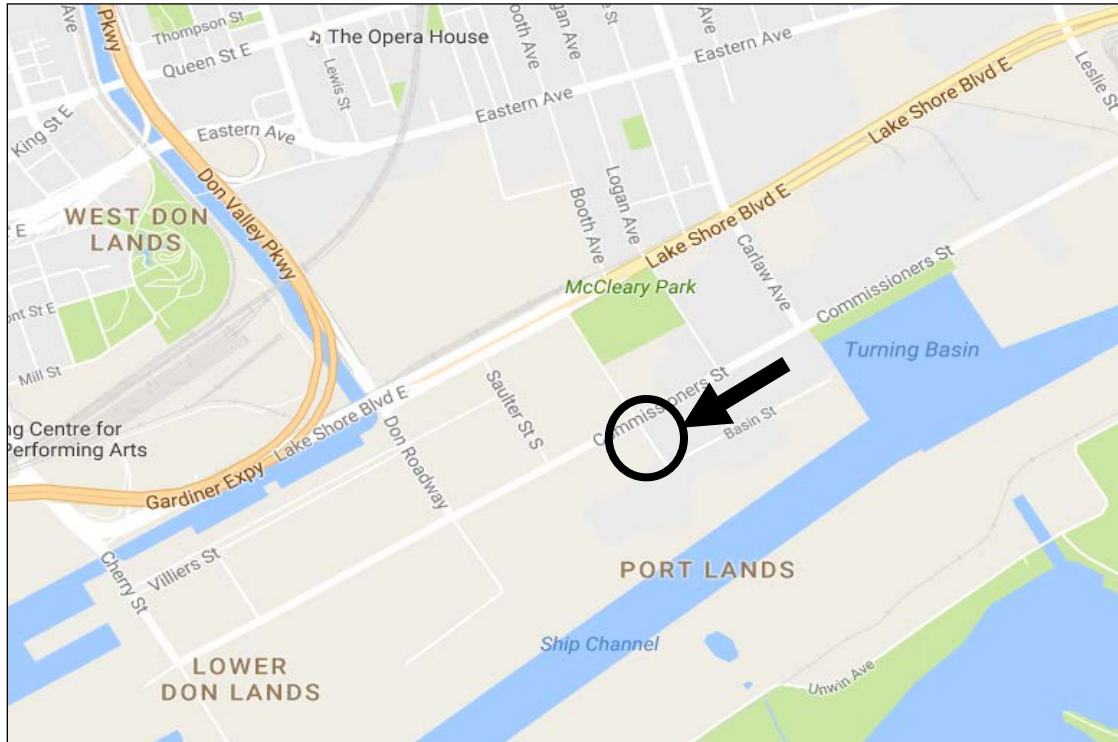 Pkwy
Ave
Thompson St
The Opera House
Logan Ave
Booth Ave
Eastern Ave
Queen St E
Lewis St
King St E
Eastern Ave
Leslie St
Lake Shore Blvd E
Don Valley Pkwy
Logan Ave
Booth Ave
WEST DON
LANDS
Lake Shore Blvd E
Carlaw Ave
McCleary Park
Commissioners St
ont St E
Turning Basin
Mill St
Saulter St S
Commissioners St
Lake Shore Blvd E
Basin St
ng Centre for
Performing Arts
Don Roadway
Gardiner Expy
Villiers St
Cherry St
PORT LANDS
Ship Channel
LOWER
DON LANDS
Unwin Ave